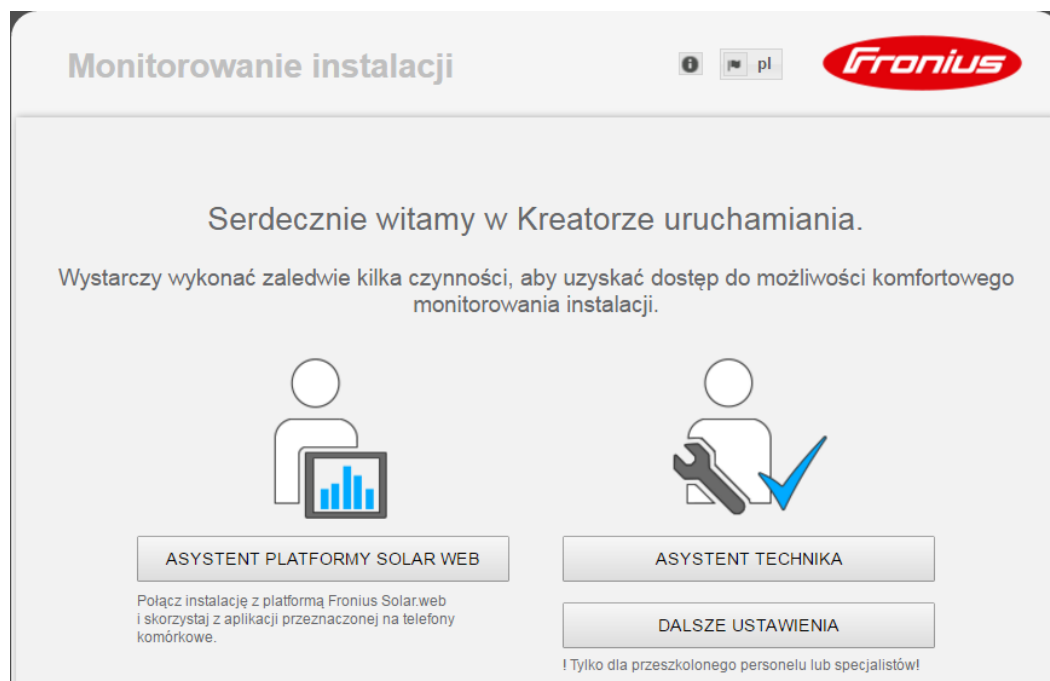 Monitorowanie instalacji
pl
Fronius
Serdecznie witamy w Kreatorze uruchamiania.
Wystarczy wykonać zaledwie kilka czynności, aby uzyskać dostęp do możliwości komfortowego
monitorowania instalacji.
ASYSTENT PLATFORMY SOLAR WEB
Połącz instalację z platformą Fronius Solar.web
i skorzystaj z aplikacji przeznaczonej na telefony
komórkowe.
ASYSTENT TECHNIKA
DALSZE USTAWIENIA
! Tylko dla przeszkolonego personelu lub specjalistów!